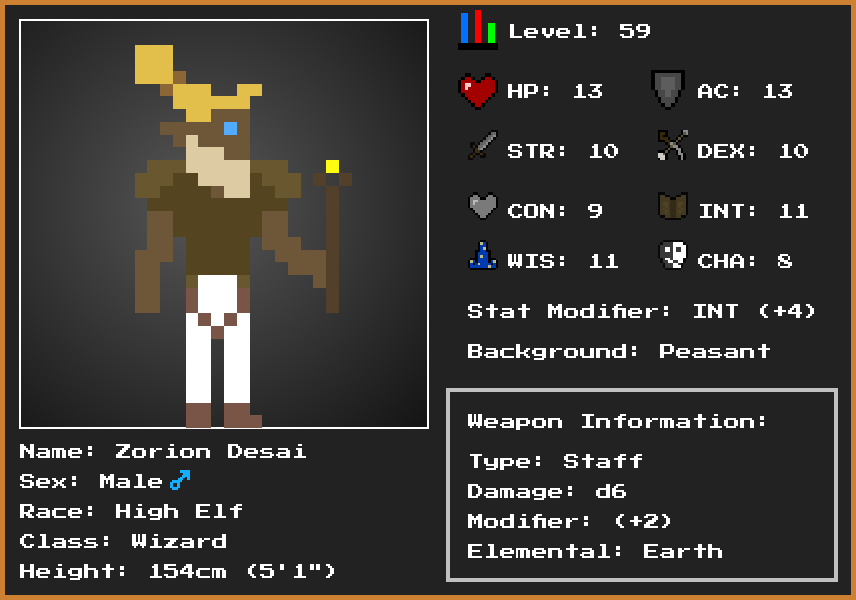 Level: 59
HP: 13
AC: 13
STR: 10
DEX: 10
CON: 9
INT: 11
WIS: 11
CHA: 8
Stat Modifier: INT (+4)
Background: Peasant
Weapon Information:
Type: Staff
Damage: d6
Modifier: (+2)
Elemental: Earth
Name: Zorion Desai
Sex: Male♂
Race: High Elf
Class: Wizard
Height: 154cm (5'1")